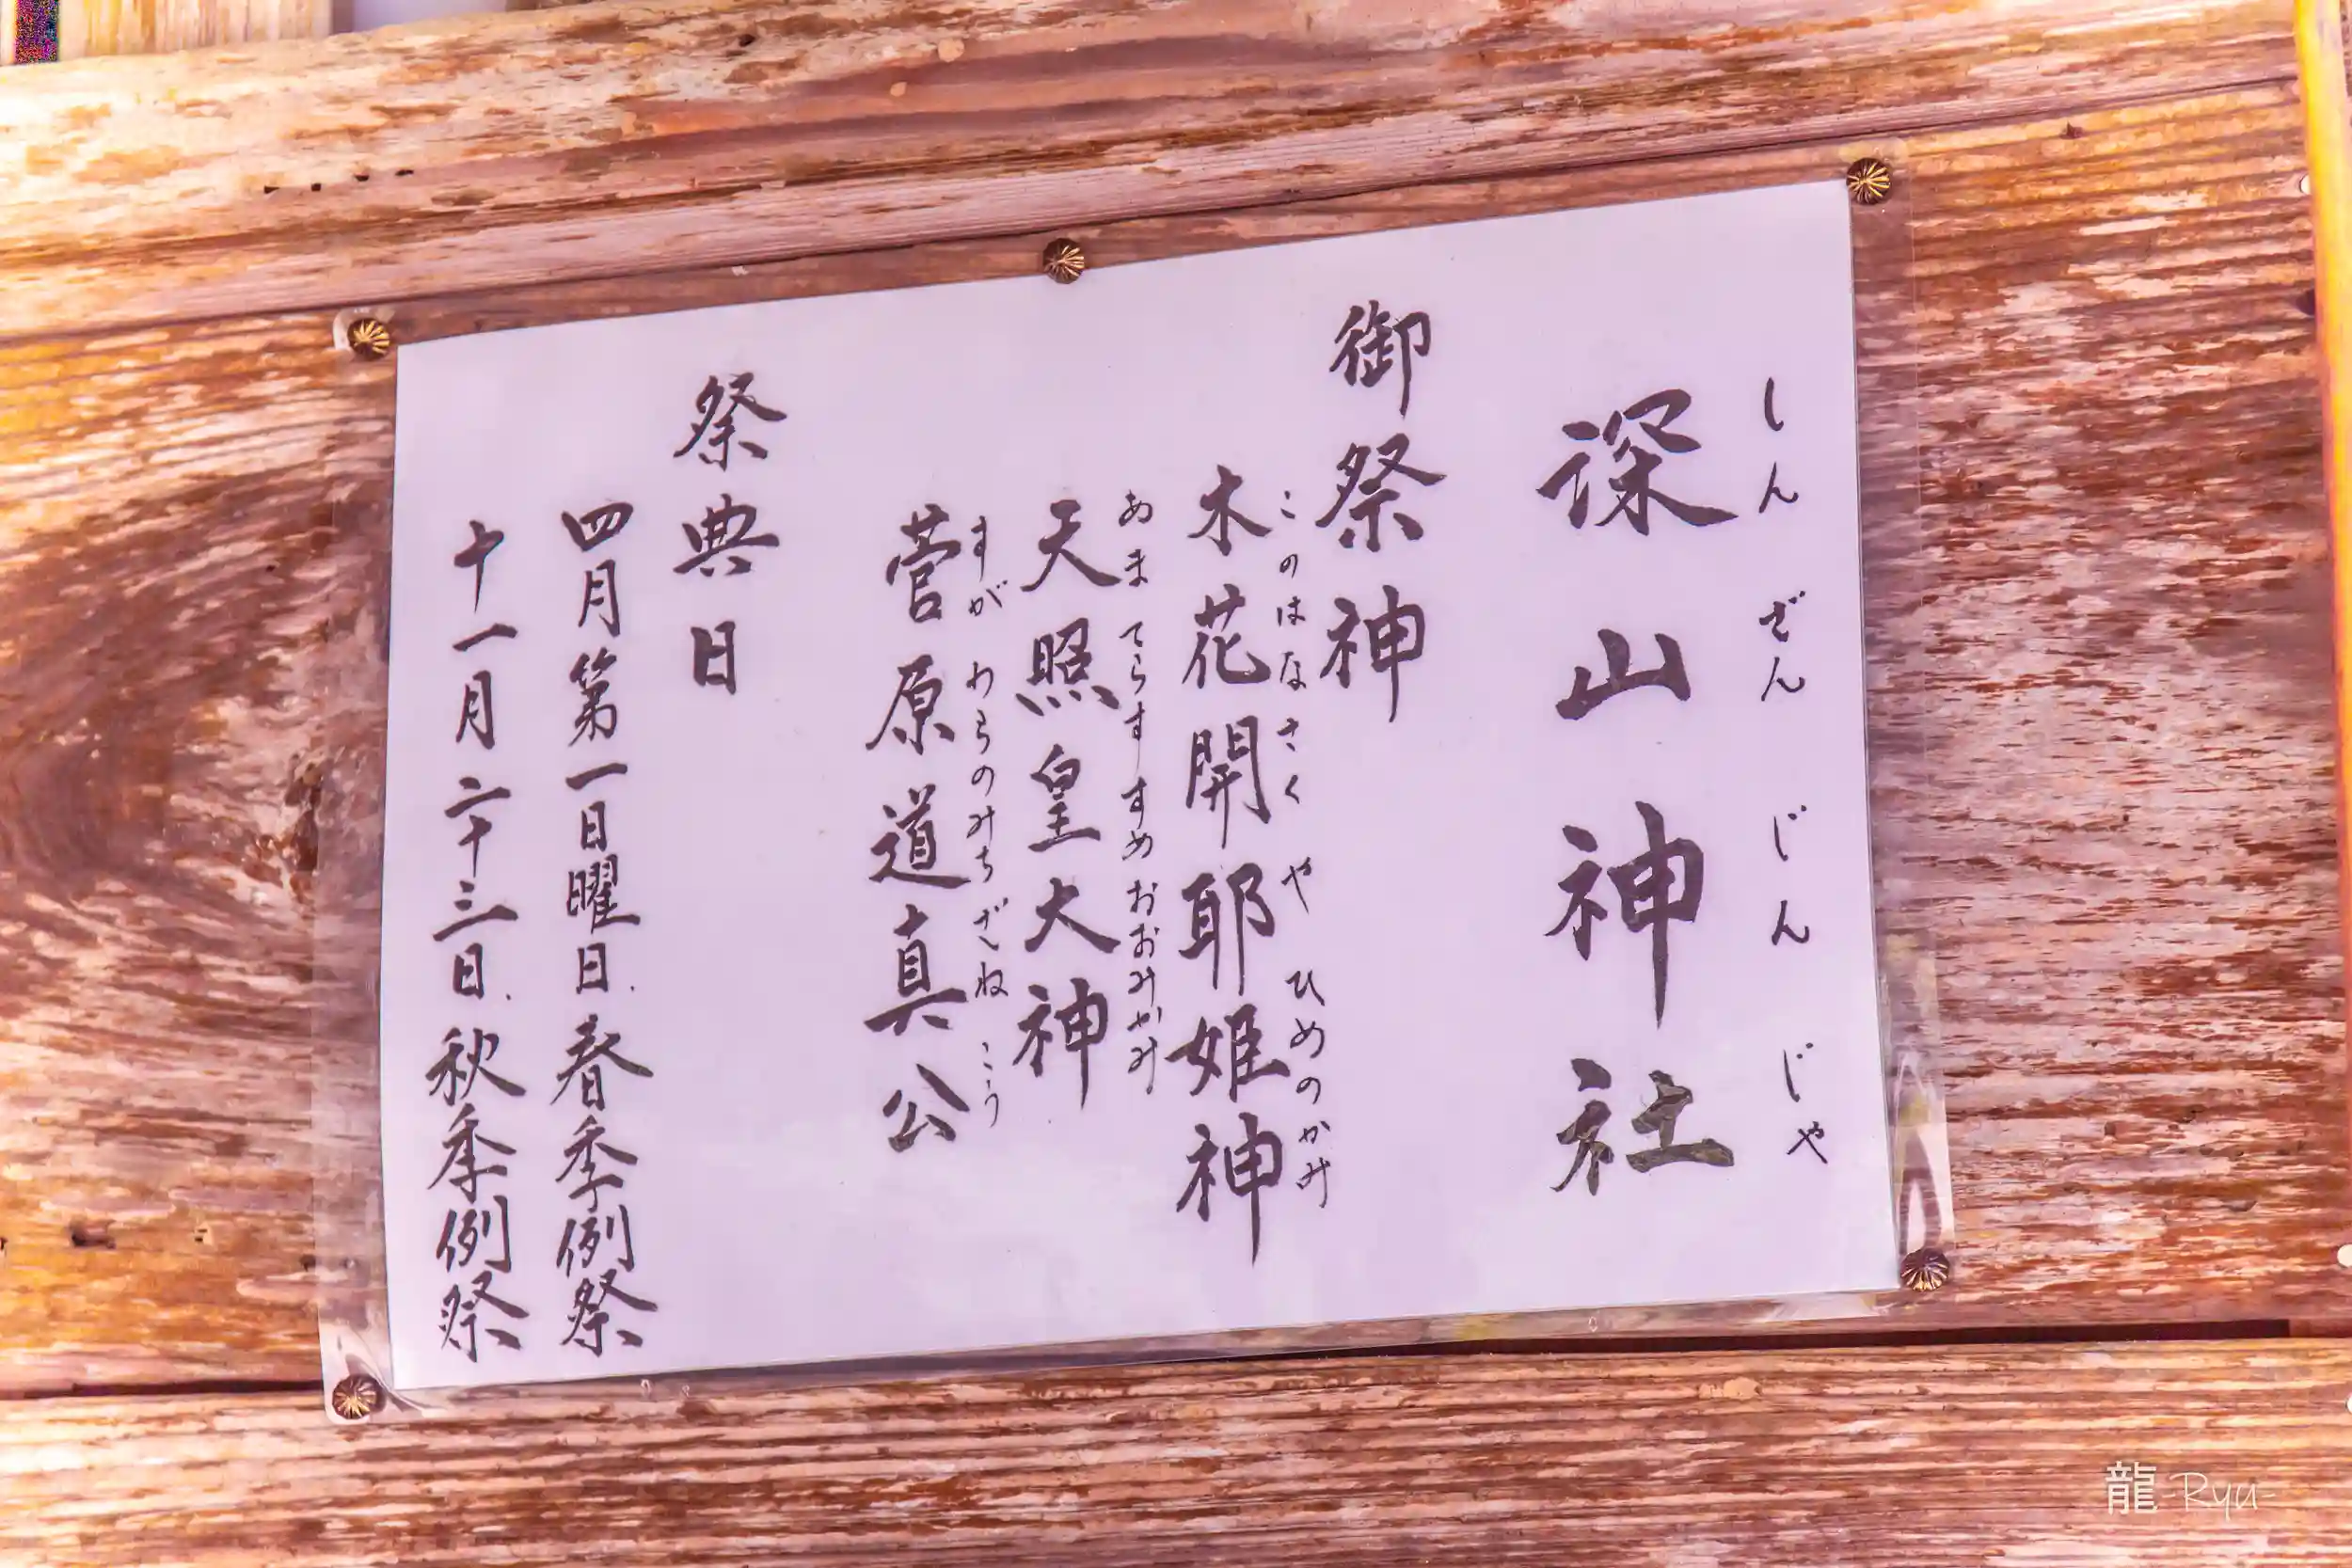 しんぜんじんじゃ
深山神社
御祭神
このはなさくやひめのかみ
木花開耶姫神
あまてらすすめおおみかみ
天照皇大神
すがわらのみちざねこう
菅原道真公
祭典日
四月第一日曜日.春季例祭
十一月二十三日.秋季例祭
龍-Ryu-